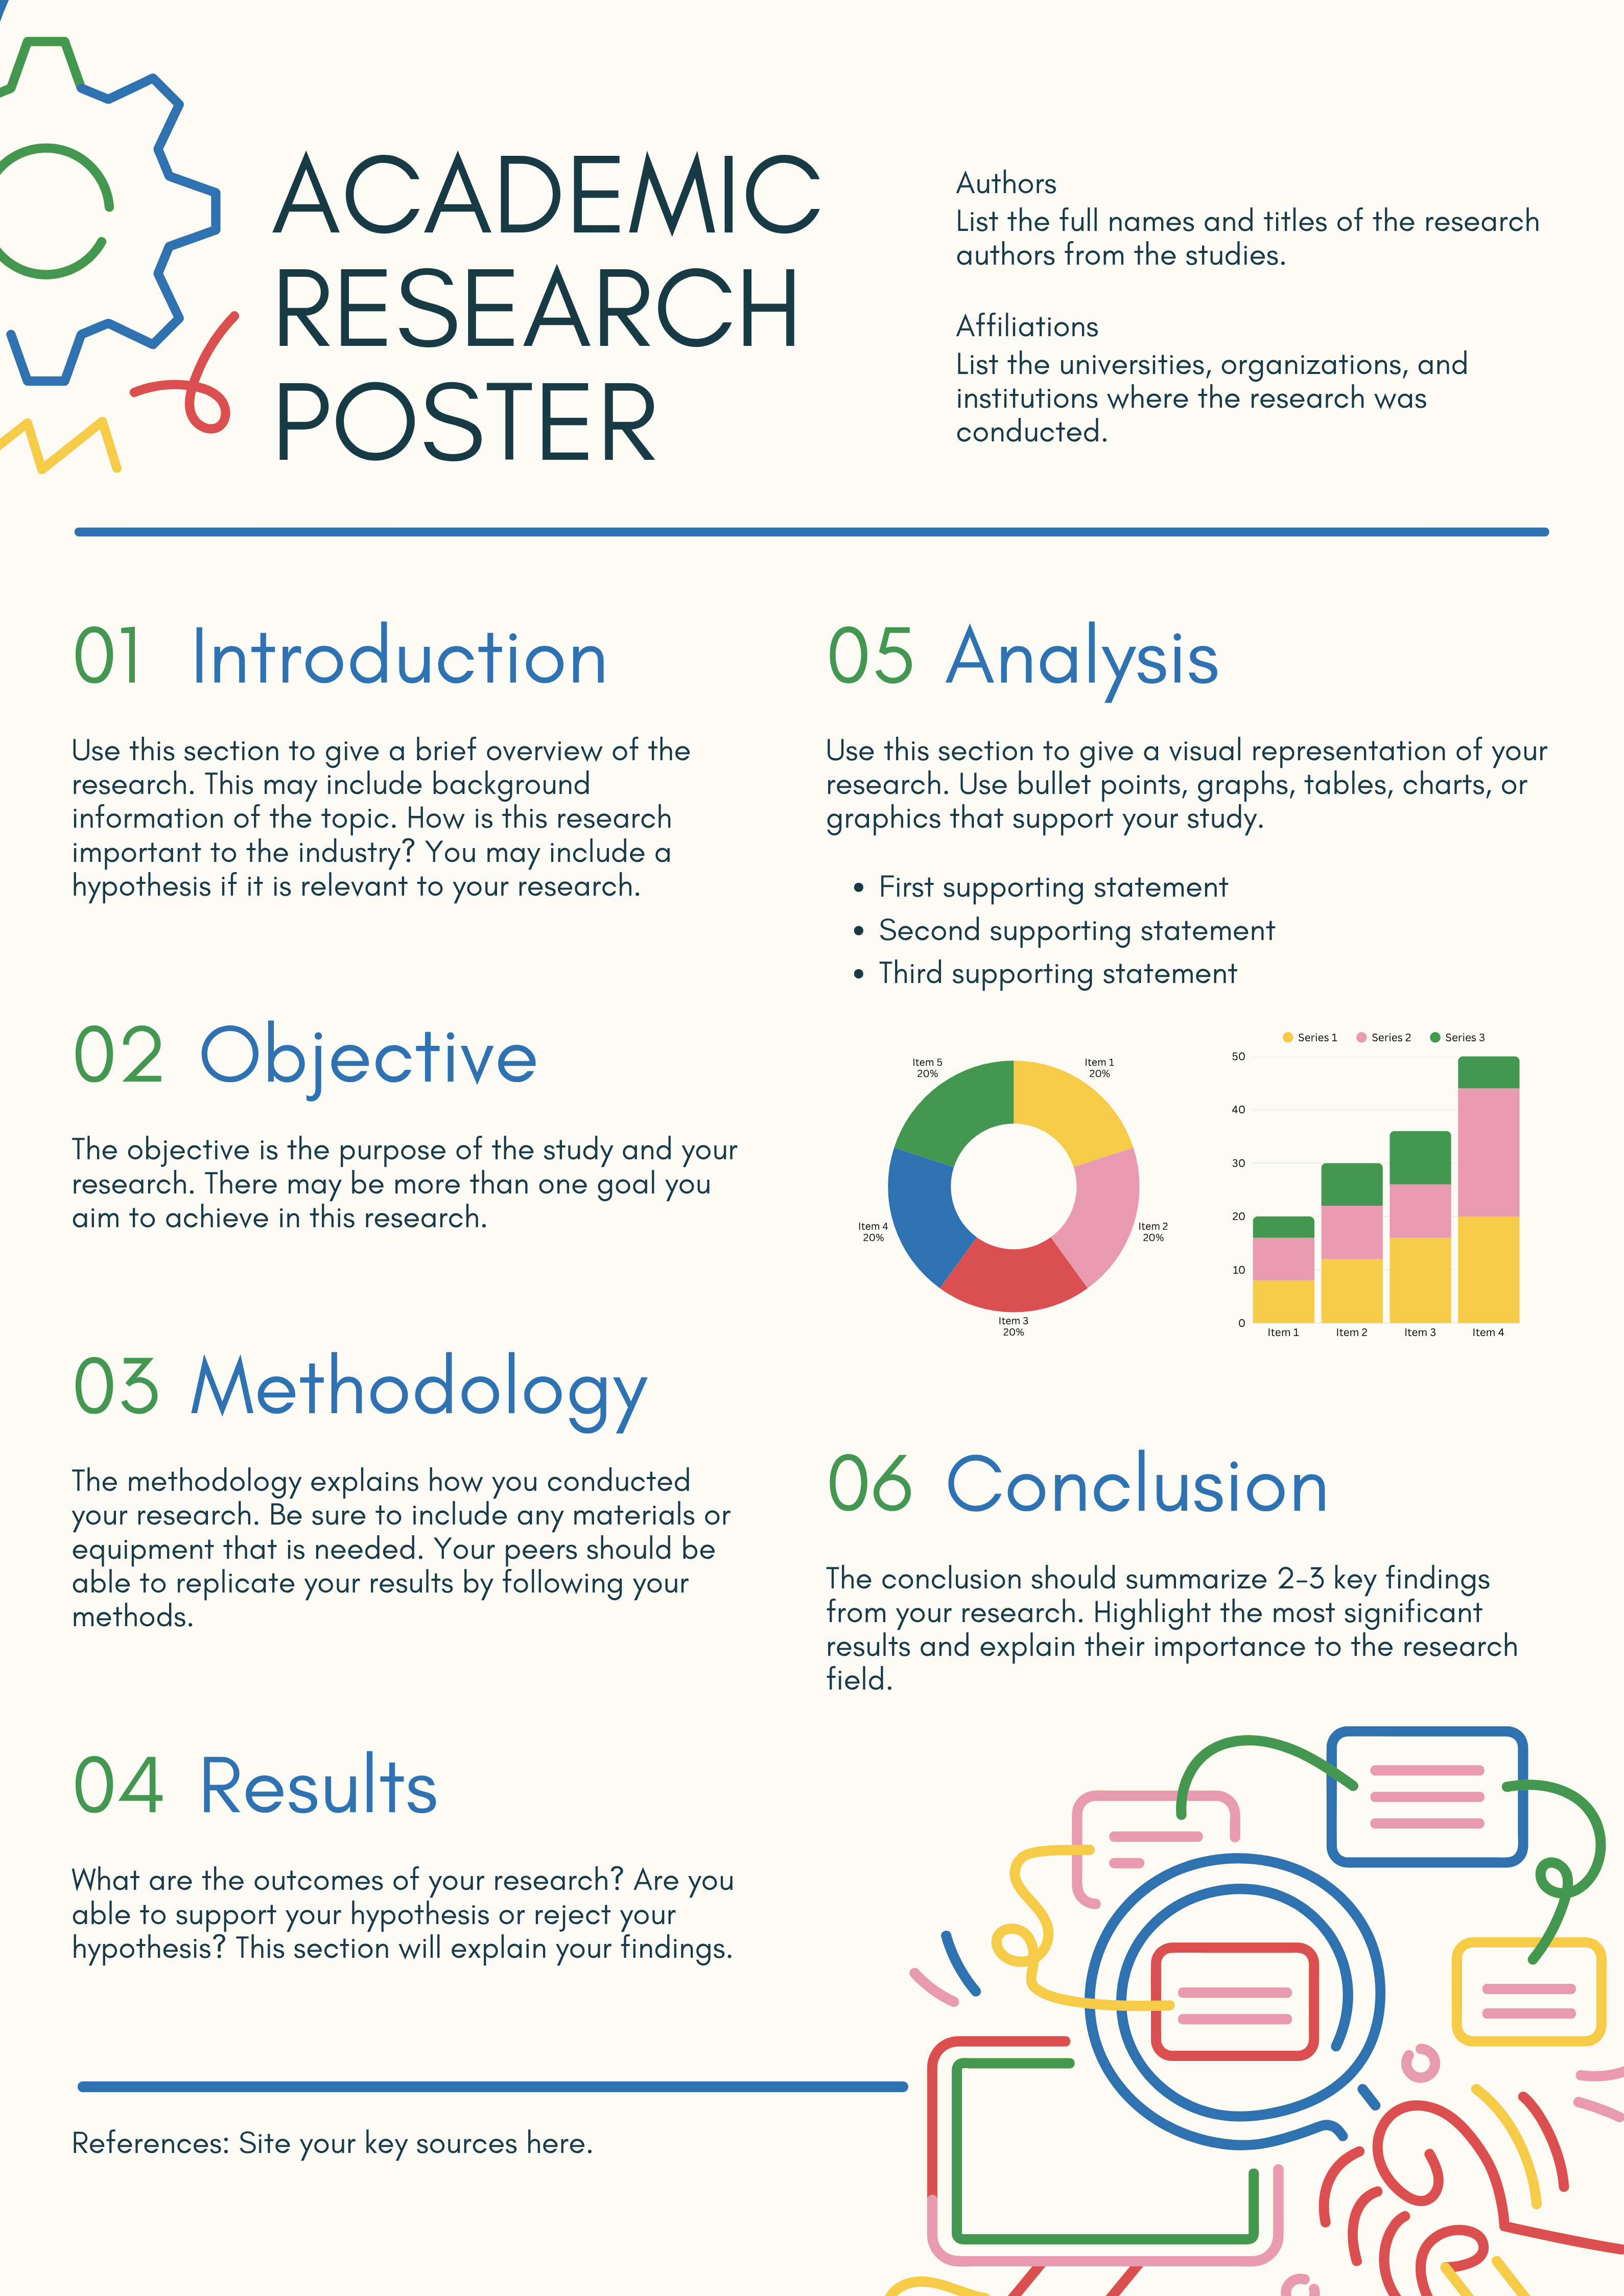 ACADEMIC
RESEARCH
POSTER
Authors
List the full names and titles of the research
authors from the studies.
Affiliations
List the universities, organizations, and
institutions where the research was
conducted.
01 Introduction
Use this section to give a brief overview of the
research. This may include background
information of the topic. How is this research
important to the industry? You may include a
hypothesis if it is relevant to your research.
02 Objective
The objective is the purpose of the study and your
research. There may be more than one goal you
aim to achieve in this research.
03 Methodology
The methodology explains how you conducted
your research. Be sure to include any materials or
equipment that is needed. Your peers should be
able to replicate your results by following your
methods.
04 Results
What are the outcomes of your research? Are you
able to support your hypothesis or reject your
hypothesis? This section will explain your findings.
05 Analysis
Use this section to give a visual representation of your
research. Use bullet points, graphs, tables, charts, or
graphics that support your study.
• First supporting statement
• Second supporting statement
• Third supporting statement
Item 5
20%
Item 1
20%
Item 4
20%
Item 2
20%
Item 3
20%
Series 1 Series 2 Series 3
50
40
30
20
10
0
Item 1 Item 2 Item 3 Item 4
06 Conclusion
The conclusion should summarize 2-3 key findings
from your research. Highlight the most significant
results and explain their importance to the research
field.
References: Site your key sources here.